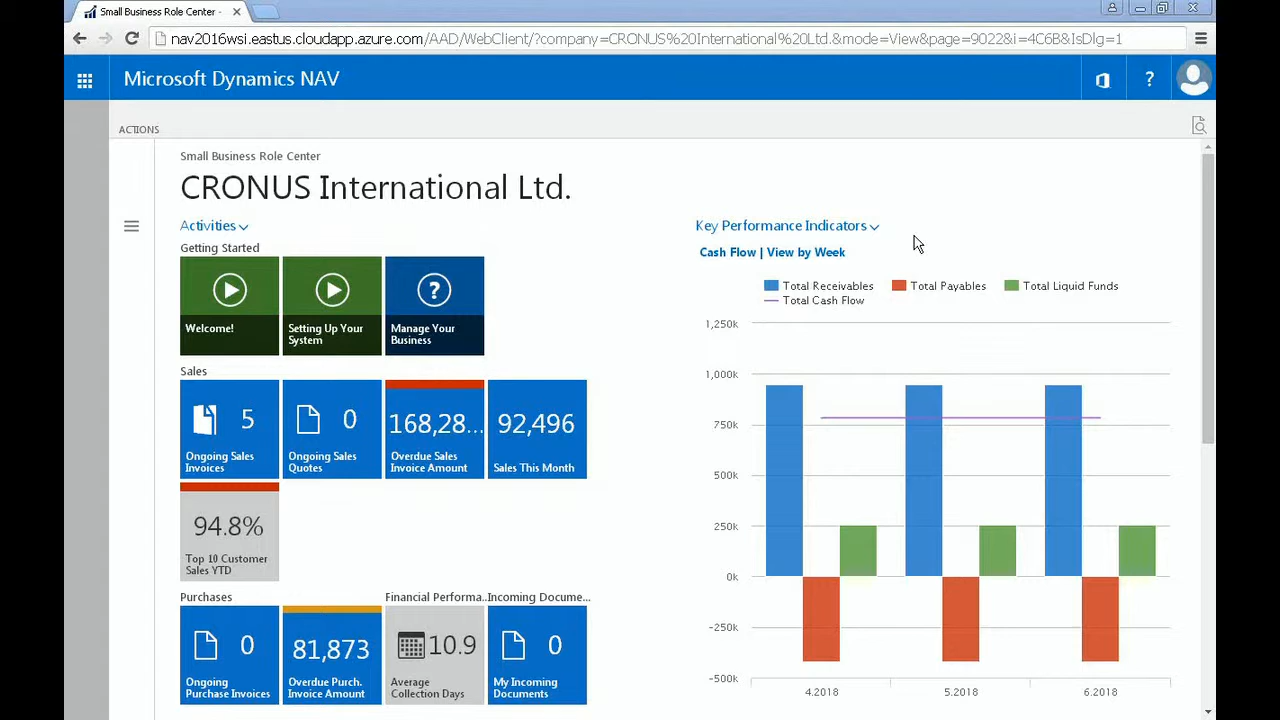 Small Business Role Center -
nav2016wsi.eastus.cloudapp.azure.com/AAD/WebClient/?company=CRONUS%20International%20Ltd.&mode=View&page=9022&i=4C6B&IsDlg=1
Microsoft Dynamics NAV
?
ACTIONS
Small Business Role Center
CRONUS International Ltd.
Activities
Getting Started
Welcome!
Setting Up Your
System
?
Manage Your
Business
Sales
5
Ongoing Sales
Invoices
0
Ongoing Sales
Quotes
168,28...
Overdue Sales
Invoice Amount
92,496
Sales This Month
94.8%
Top 10 Customer
Sales YTD
Purchases
0
Ongoing
Purchase Invoices
81,873
Overdue Purch.
Invoice Amount
Financial Performa...
10.9
Average
Collection Days
Incoming Docume...
0
My Incoming
Documents
Key Performance Indicators
Cash Flow | View by Week
Total Receivables
Total Payables
Total Liquid Funds
Total Cash Flow
1,250k
1,000k
750k
500k
250k
0k
-250k
-500k
4.2018
5.2018
6.2018